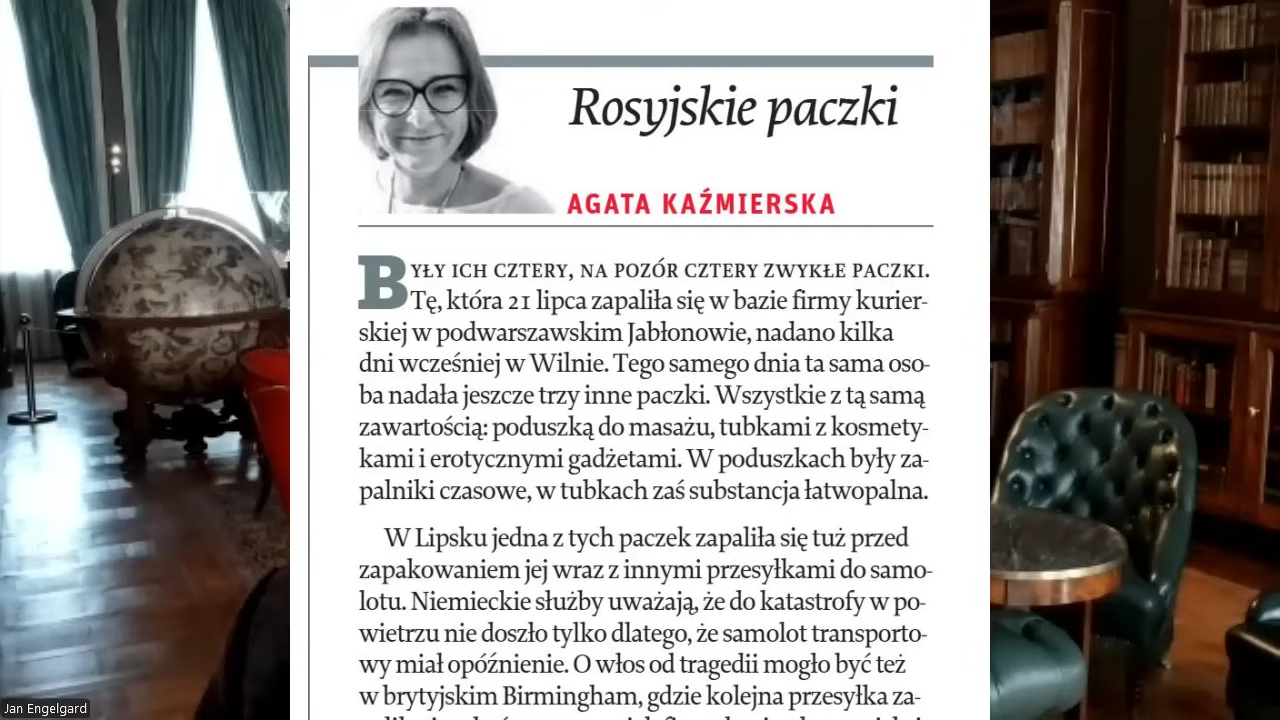 Rosyjskie paczki
AGATA KAŹMIERSKA
BYŁY ICH CZTERY, NA POZÓR CZTERY ZWYKŁE PACZKI.
Tę, która 21 lipca zapaliła się w bazie firmy kurier-
skiej w podwarszawskim Jabłonowie, nadano kilka
dni wcześniej w Wilnie. Tego samego dnia ta sama oso-
ba nadała jeszcze trzy inne paczki. Wszystkie z tą samą
zawartością: poduszką do masażu, tubkami z kosmety-
kami i erotycznymi gadżetami. W poduszkach były za-
palniki czasowe, w tubkach zaś substancja łatwopalna.
W Lipsku jedna z tych paczek zapaliła się tuż przed
zapakowaniem jej wraz z innymi przesyłkami do samo-
lotu. Niemieckie służby uważają, że do katastrofy w po-
wietrzu nie doszło tylko dlatego, że samolot transporto-
wy miał opóźnienie. O włos od tragedii mogło być też
w brytyjskim Birmingham, gdzie kolejna przesyłka za-
Jan Engelgard